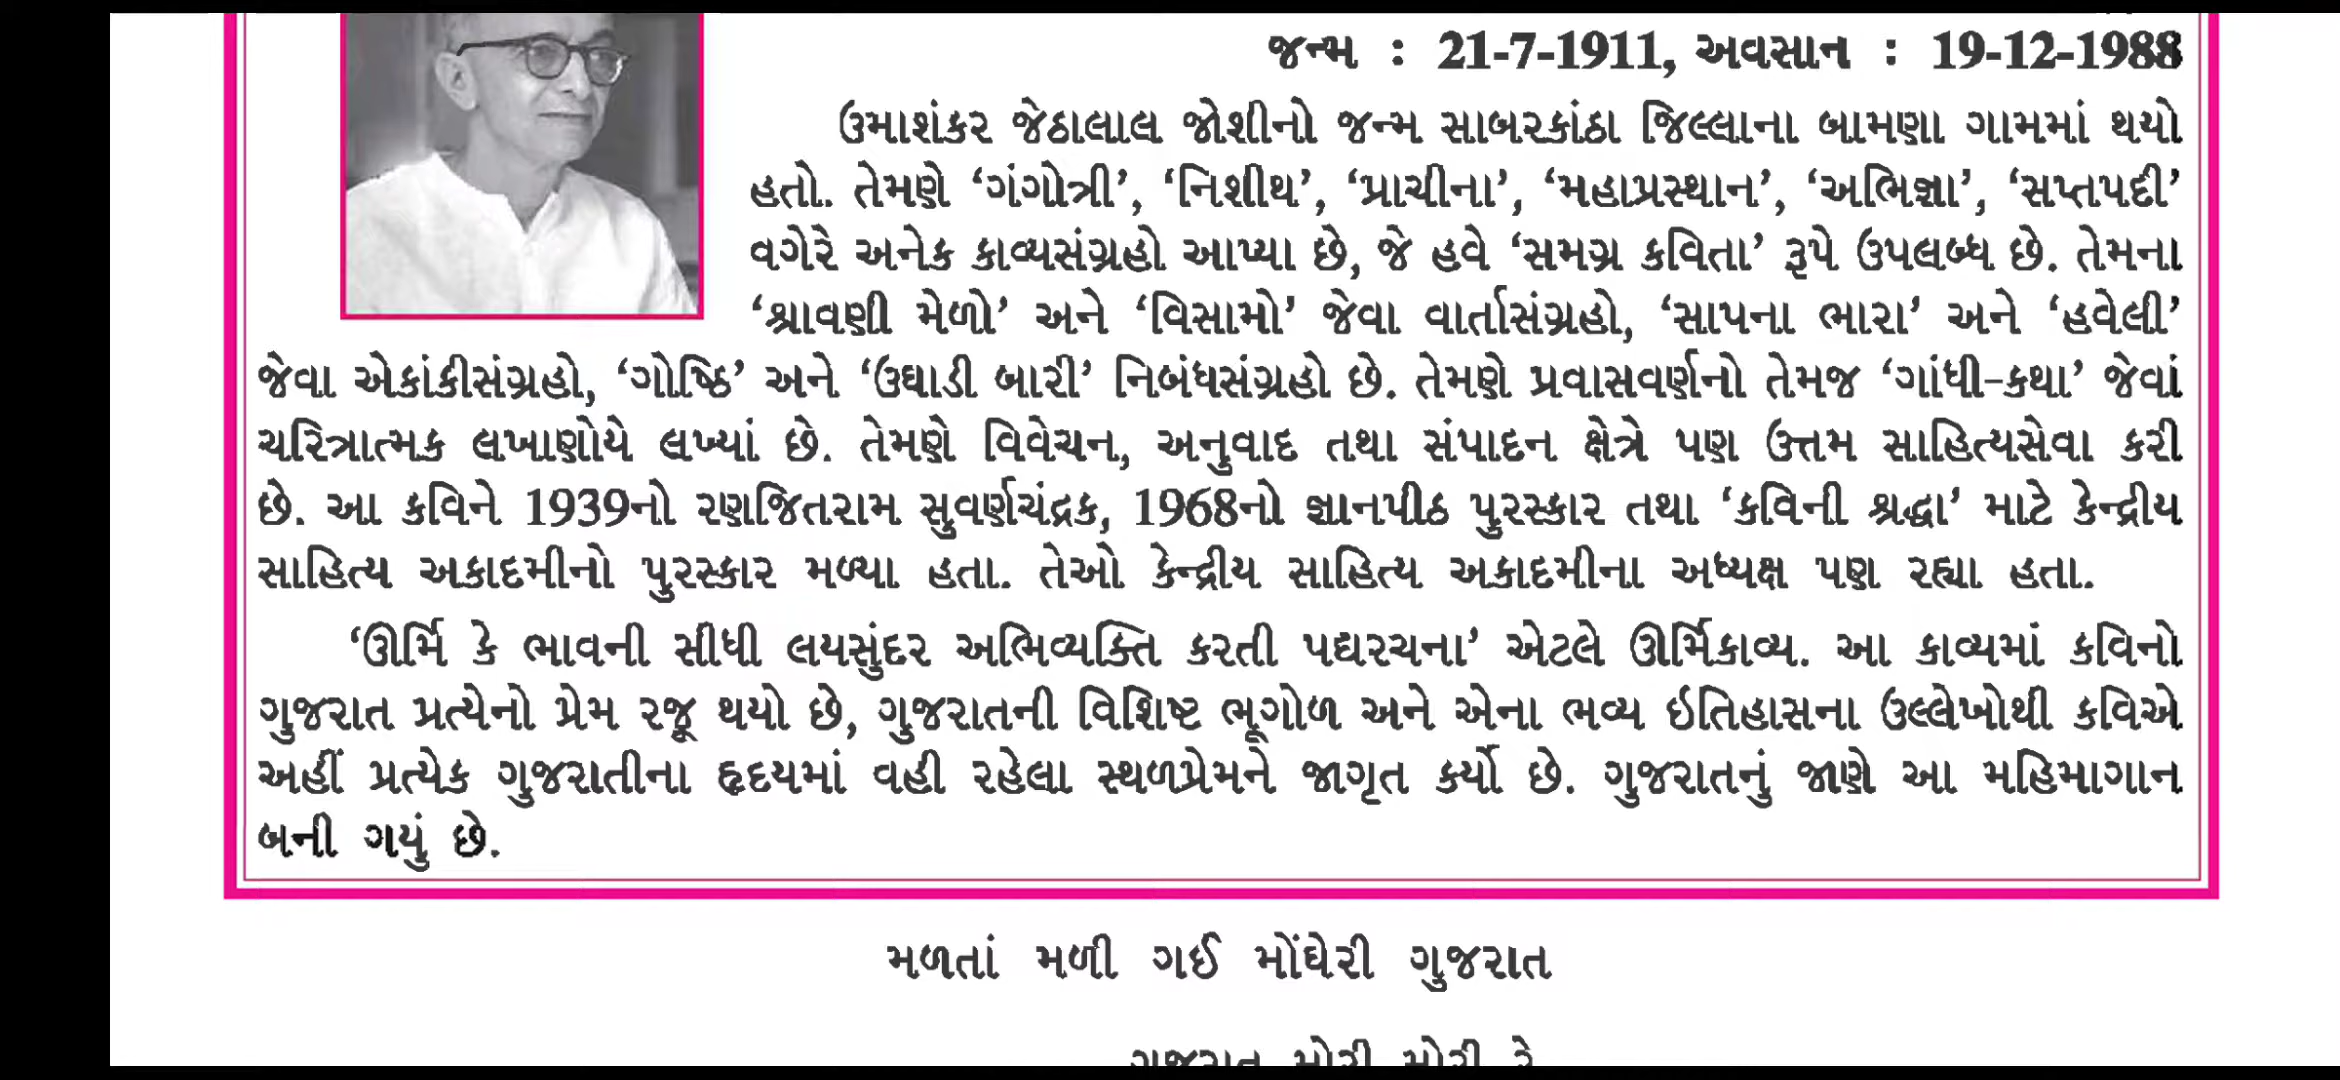 જન્મ : 21-7-1911, અવસાન : 19-12-1988
ઉમાશંકર જેઠાલાલ જોશીનો જન્મ સાબરકાંઠા જિલ્લાના બામણા ગામમાં થયો
હતો. તેમણે ‘ગંગોત્રી’, ‘નિશીથ’, ‘પ્રાચીના’, ‘મહાપ્રસ્થાન’, ‘અભિજ્ઞા’, ‘સપ્તપદી’
વગેરે અનેક કાવ્યસંગ્રહો આપ્યા છે, જે હવે ‘સમગ્ર કવિતા’ રૂપે ઉપલબ્ધ છે. તેમના
‘શ્રાવણી મેળો’ અને ‘વિસામો’ જેવા વાર્તાસંગ્રહો, ‘સાપના ભારા’ અને ‘હવેલી’
જેવા એકાંકીસંગ્રહો, ‘ગોષ્ઠિ’ અને ‘ઉઘાડી બારી’ નિબંધસંગ્રહો છે. તેમણે પ્રવાસવર્ણનો તેમજ ‘ગાંધી-કથા’ જેવાં
ચરિત્રાત્મક લખાણોયે લખ્યાં છે. તેમણે વિવેચન, અનુવાદ તથા સંપાદન ક્ષેત્રે પણ ઉત્તમ સાહિત્યસેવા કરી
છે. આ કવિને 1939નો રણજિતરામ સુવર્ણચંદ્રક, 1968નો જ્ઞાનપીઠ પુરસ્કાર તથા ‘કવિની શ્રદ્ધા’ માટે કેન્દ્રીય
સાહિત્ય અકાદમીનો પુરસ્કાર મળ્યા હતા. તેઓ કેન્દ્રીય સાહિત્ય અકાદમીના અધ્યક્ષ પણ રહ્યા હતા.
‘ઊર્મિ કે ભાવની સીધી લયસુંદર અભિવ્યક્તિ કરતી પદ્યરચના’ એટલે ઊર્મિકાવ્ય. આ કાવ્યમાં કવિનો
ગુજરાત પ્રત્યેનો પ્રેમ રજૂ થયો છે, ગુજરાતની વિશિષ્ટ ભૂગોળ અને એના ભવ્ય ઇતિહાસના ઉલ્લેખોથી કવિએ
અહીં પ્રત્યેક ગુજરાતીના હૃદયમાં વહી રહેલા સ્થળપ્રેમને જાગૃત કર્યો છે. ગુજરાતનું જાણે આ મહિમાગાન
બની ગયું છે.
મળતાં મળી ગઈ મોંઘેરી ગુજરાત
ગુજરાત મોરી મોરી રે